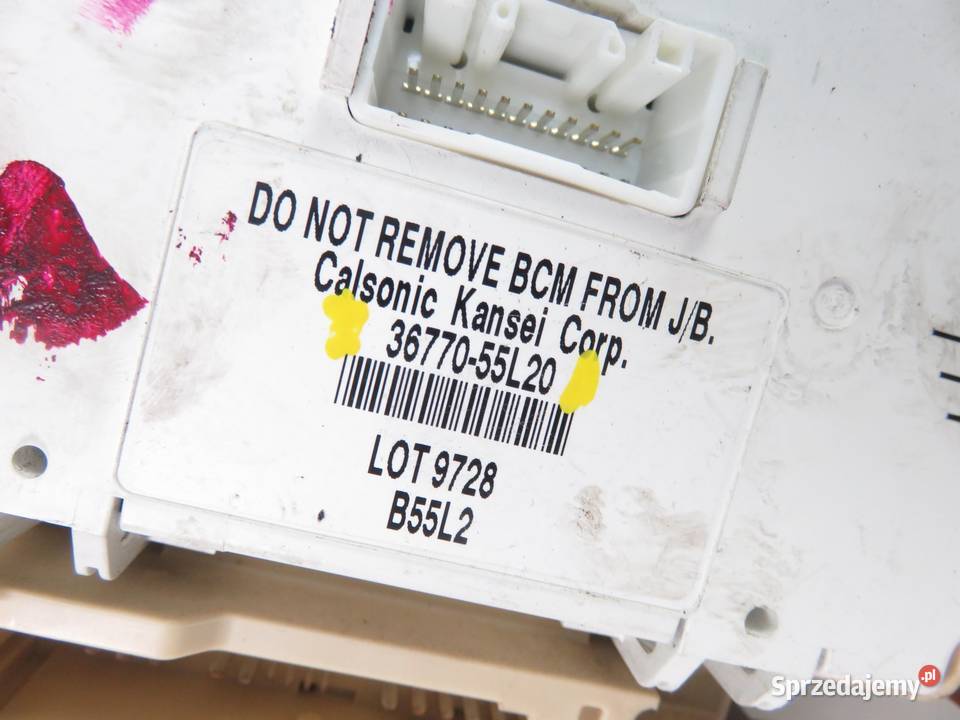 DO NOT REMOVE BCM FROM J/B.
Calsonic Kansei Corp.
36770-55L20
LOT 9728
B55L2
Sprzedajemy.pl